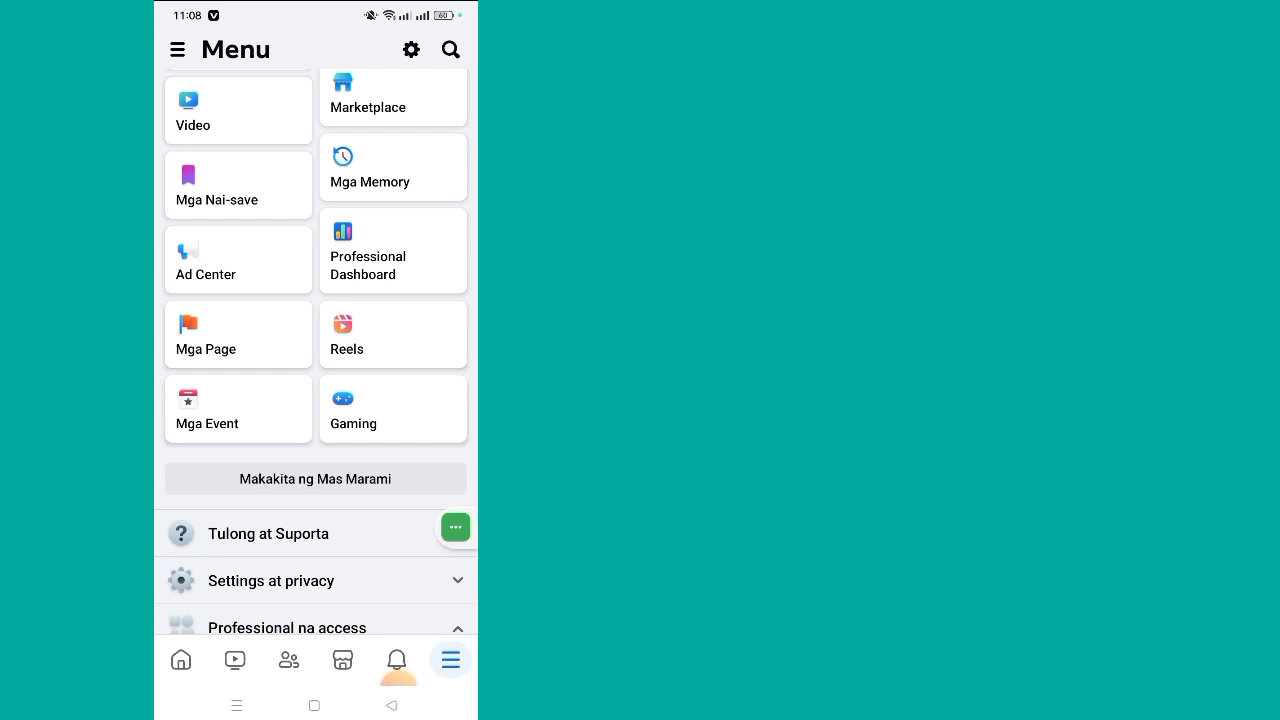 11:08
60
Menu
Marketplace
Video
Mga Memory
Mga Nai-save
Professional
Dashboard
Ad Center
Mga Page
Reels
Mga Event
Gaming
Makakita ng Mas Marami
Tulong at Suporta
Settings at privacy
Professional na access